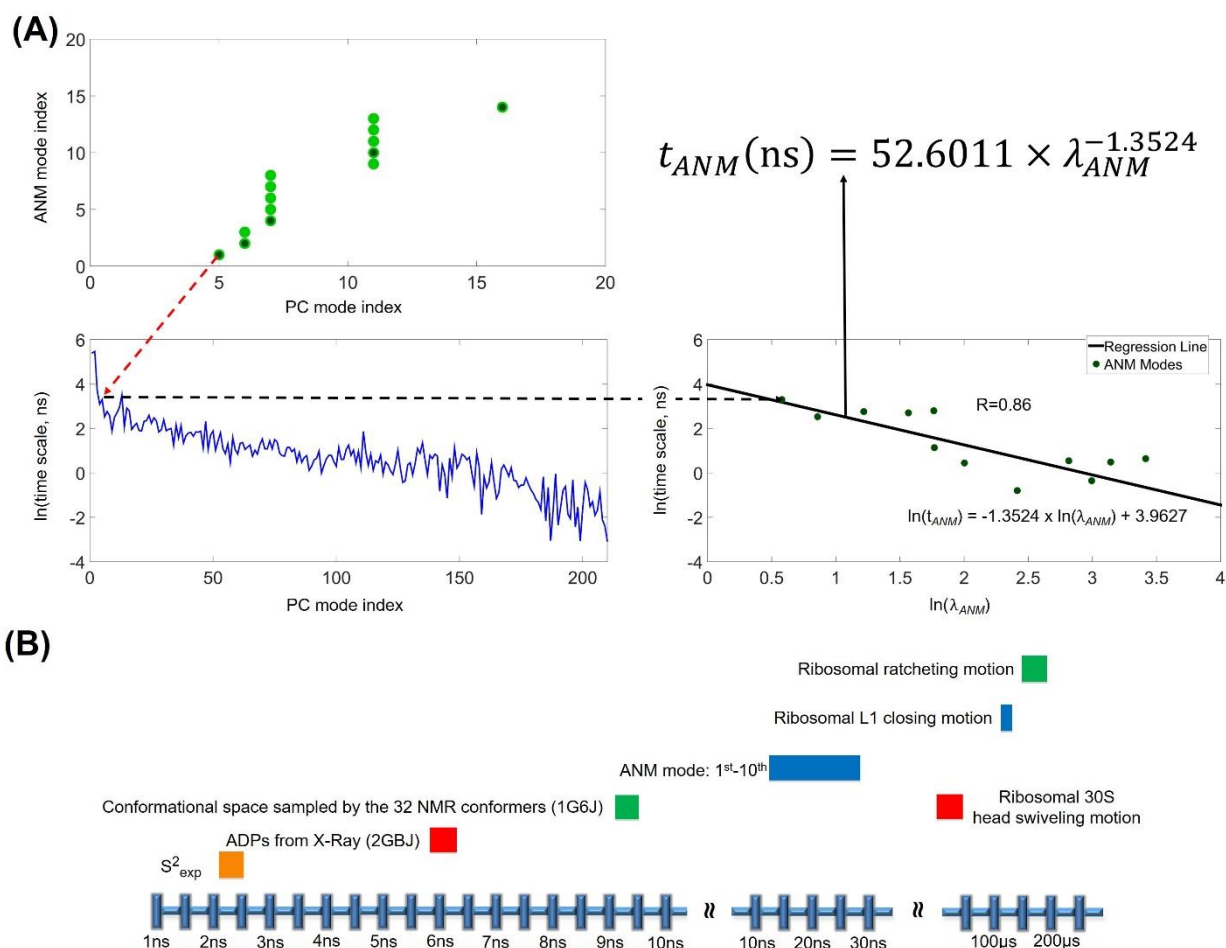 (A)
20
15
10
5
0
ANM mode index
0 5 10 15 20
PC mode index
t_ANM(ns) = 52.6011 × λ_ANM^-1.3524
6
4
2
0
-2
-4
ln(time scale, ns)
0 50 100 150 200
PC mode index
6
4
2
0
-2
-4
ln(time scale, ns)
Regression Line
ANM Modes
R=0.86
ln(t_ANM) = -1.3524 x ln(λ_ANM) + 3.9627
0 0.5 1 1.5 2 2.5 3 3.5 4
ln(λ_ANM)
(B)
Ribosomal ratcheting motion
Ribosomal L1 closing motion
ANM mode: 1st-10th
Conformational space sampled by the 32 NMR conformers (1G6J)
Ribosomal 30S
head swiveling motion
ADPs from X-Ray (2GBJ)
S²exp
≈ ≈
1ns 2ns 3ns 4ns 5ns 6ns 7ns 8ns 9ns 10ns 10ns 20ns 30ns 100µs 200µs